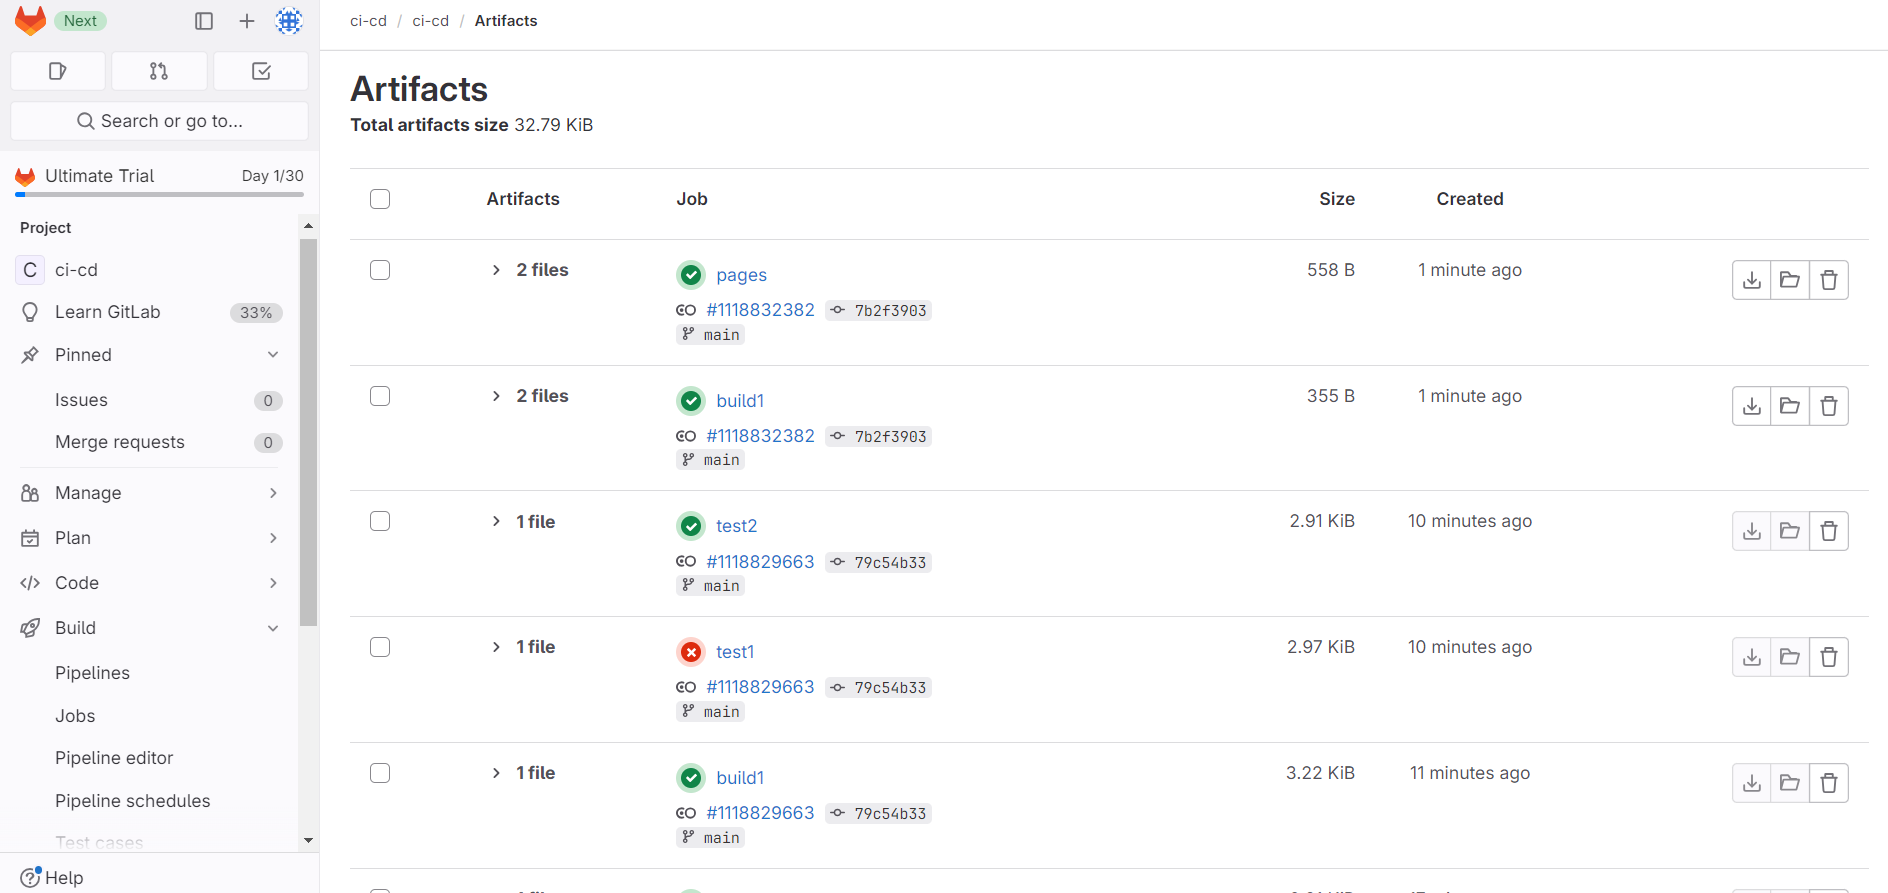 Next
ci-cd / ci-cd / Artifacts
Search or go to...
Ultimate Trial Day 1/30
Project
C ci-cd
Learn GitLab 33%
Pinned
Issues 0
Merge requests 0
Manage
Plan
Code
Build
Pipelines
Jobs
Pipeline editor
Pipeline schedules
Test cases
Help
Artifacts
Total artifacts size 32.79 KiB
Artifacts Job Size Created
2 files pages 558 B 1 minute ago
#1118832382 7b2f3903
main
2 files build1 355 B 1 minute ago
#1118832382 7b2f3903
main
1 file test2 2.91 KiB 10 minutes ago
#1118829663 79c54b33
main
1 file test1 2.97 KiB 10 minutes ago
#1118829663 79c54b33
main
1 file build1 3.22 KiB 11 minutes ago
#1118829663 79c54b33
main